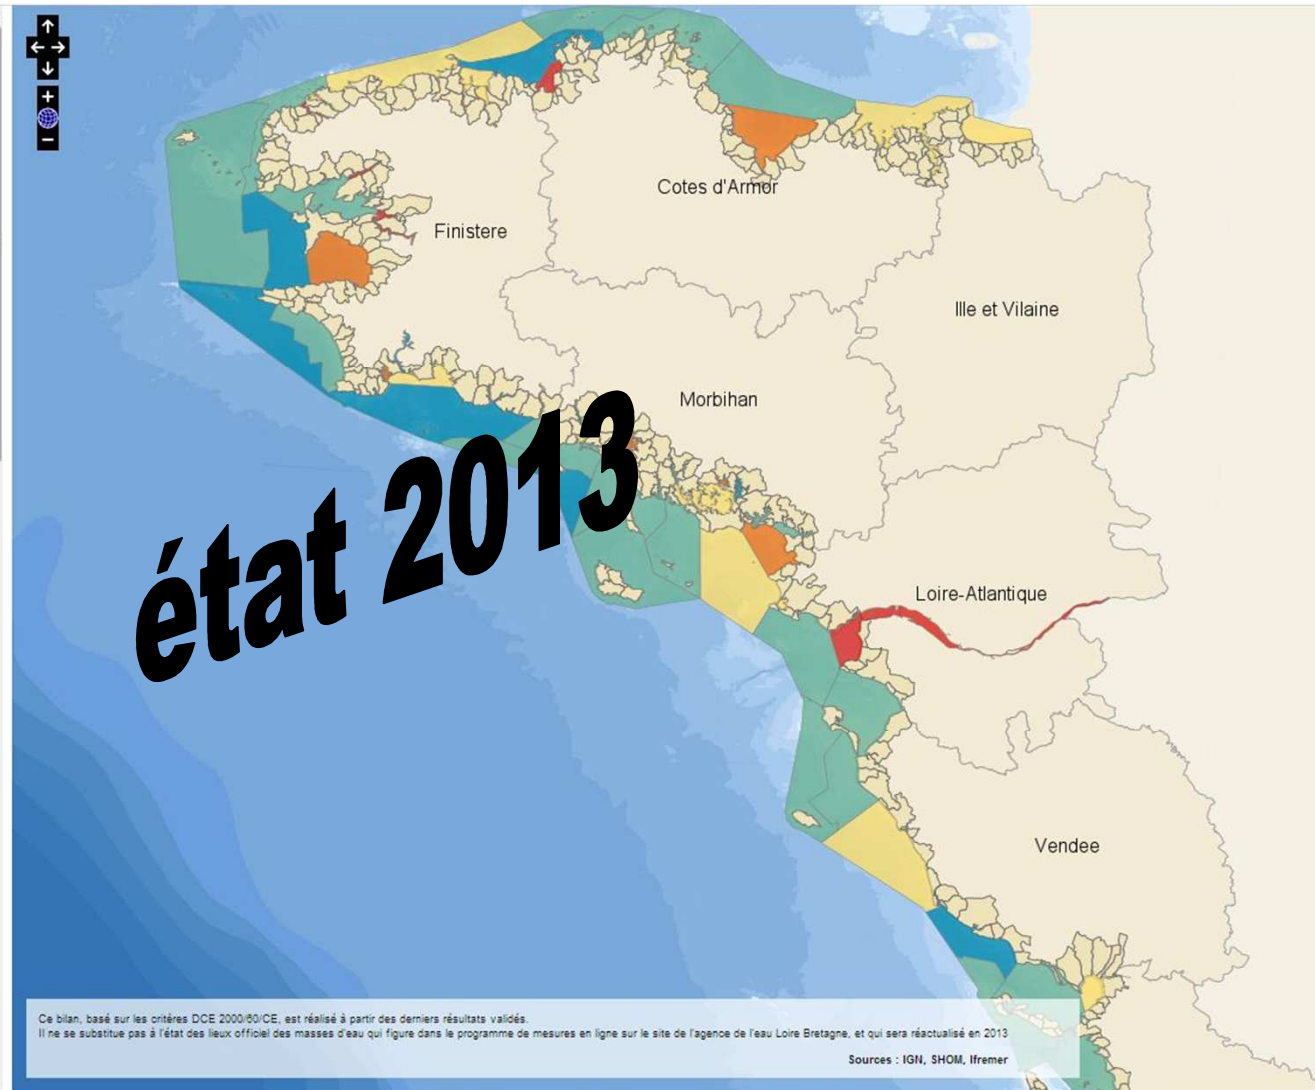 Cotes d'Armor
Finistere
Ille et Vilaine
Morbihan
état 2013
Loire-Atlantique
Vendee
Ce bilan, basé sur les critères DCE 2000/60/CE, est réalisé à partir des derniers résultats validés.
Il ne se substitue pas à l'état des lieux officiel des masses d'eau qui figure dans le programme de mesures en ligne sur le site de l'agence de l'eau Loire Bretagne, et qui sera réactualisé en 2013
Sources : IGN, SHOM, Ifremer